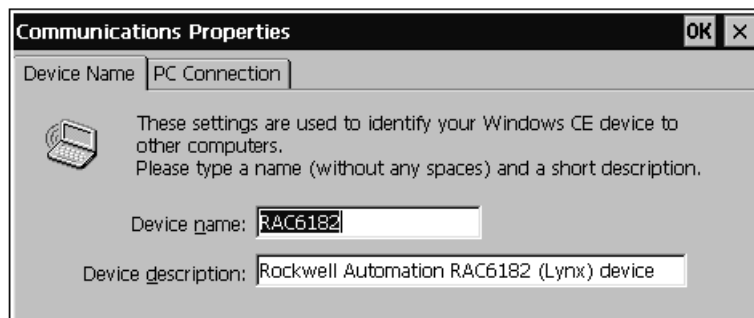 Communications Properties OK ×
Device Name PC Connection
These settings are used to identify your Windows CE device to
other computers.
Please type a name (without any spaces) and a short description.
Device name: RAC6182
Device description: Rockwell Automation RAC6182 (Lynx) device